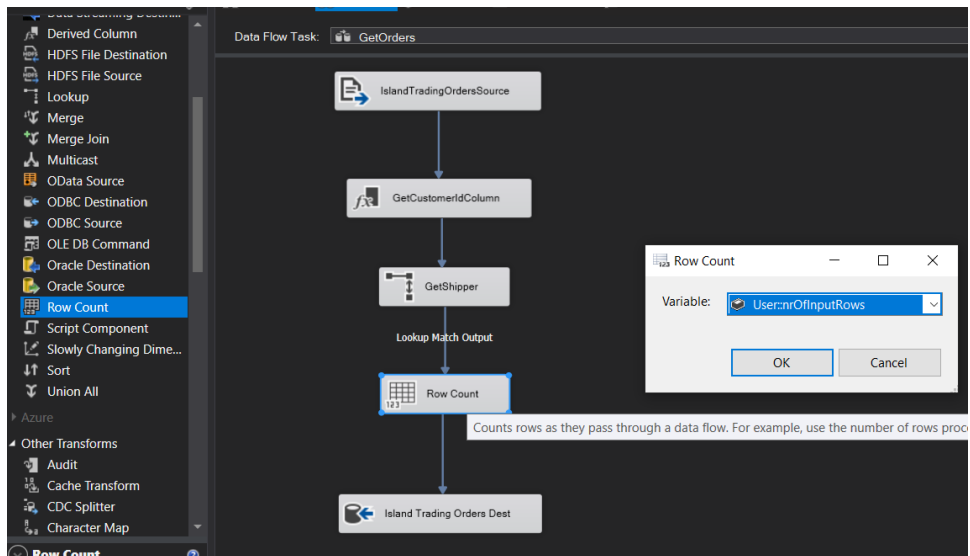 Data Streaming Destin...
Derived Column
HDFS File Destination
HDFS File Source
Lookup
Merge
Merge Join
Multicast
OData Source
ODBC Destination
ODBC Source
OLE DB Command
Oracle Destination
Oracle Source
Row Count
Script Component
Slowly Changing Dime...
Sort
Union All
Azure
Other Transforms
Audit
Cache Transform
CDC Splitter
Character Map
Row Count
Data Flow Task:
GetOrders
IslandTradingOrdersSource
GetCustomerIdColumn
GetShipper
Lookup Match Output
123
Row Count
Counts rows as they pass through a data flow. For example, use the number of rows proc
Island Trading Orders Dest
Row Count
Variable:
User::nrOfInputRows
OK
Cancel